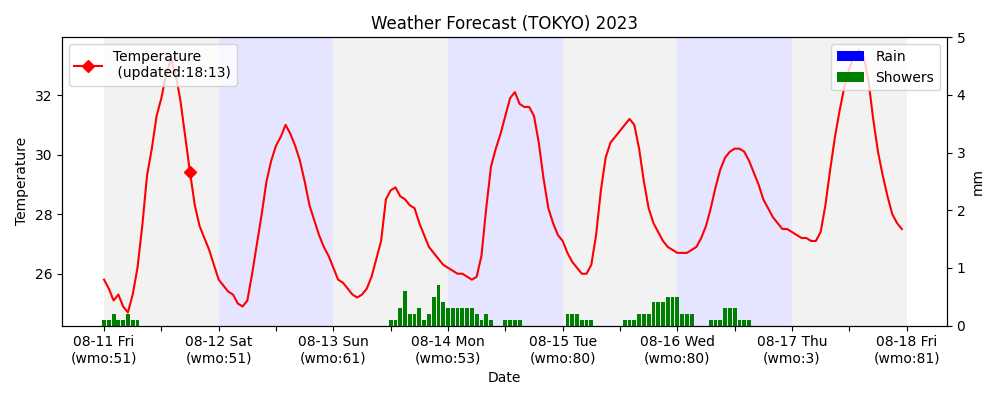 Weather Forecast (TOKYO) 2023
Temperature
(updated:18:13)
Rain
Showers
Temperature
32
30
28
26
5
4
3
2
1
0
mm
08-11 Fri
(wmo:51)
08-12 Sat
(wmo:51)
08-13 Sun
(wmo:61)
08-14 Mon
(wmo:53)
08-15 Tue
(wmo:80)
08-16 Wed
(wmo:80)
08-17 Thu
(wmo:3)
08-18 Fri
(wmo:81)
Date